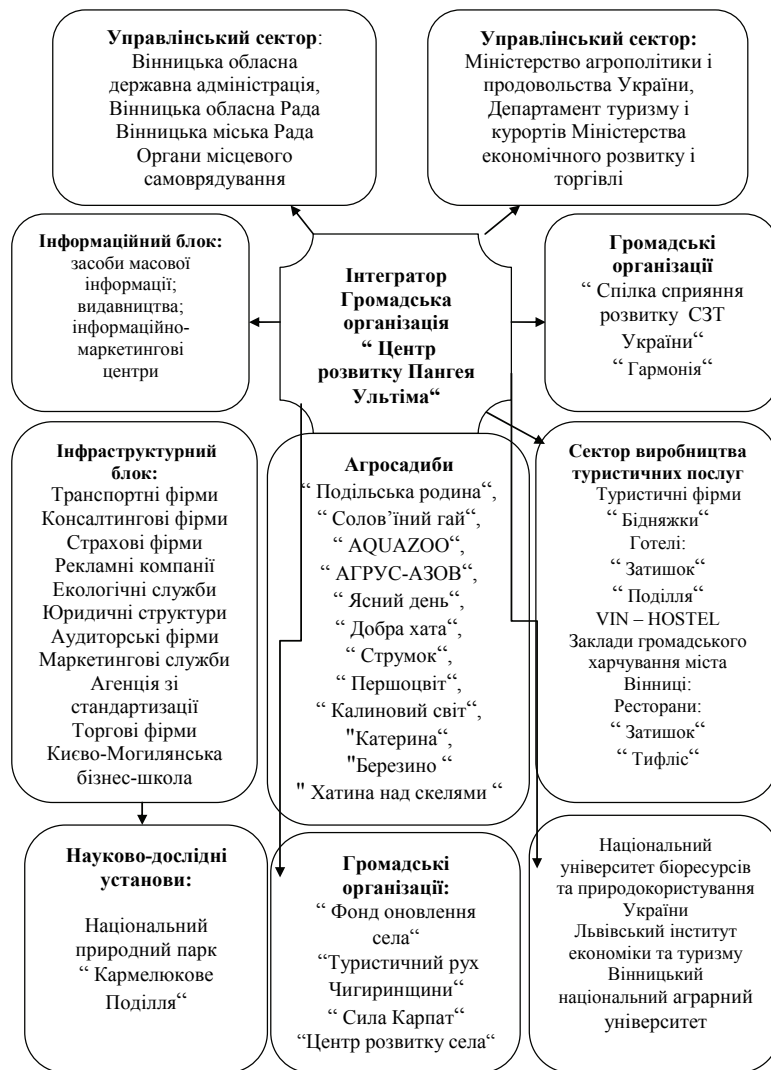 Управлінський сектор:
Вінницька обласна
державна адміністрація,
Вінницька обласна Рада
Вінницька міська Рада
Органи місцевого
самоврядування
Управлінський сектор:
Міністерство агрополітики і
продовольства України,
Департамент туризму і
курортів Міністерства
економічного розвитку і
торгівлі
Інформаційний блок:
засоби масової
інформації;
видавництва;
інформаційно-
маркетингові
центри
Інтегратор
Громадська
організація
“ Центр
розвитку Пангея
Ультіма“
Громадські
організації
“ Спілка сприяння
розвитку СЗТ
України“
“ Гармонія“
Інфраструктурний
блок:
Транспортні фірми
Консалтингові фірми
Страхові фірми
Рекламні компанії
Екологічні служби
Юридичні структури
Аудиторські фірми
Маркетингові служби
Агенція зі
стандартизації
Торгові фірми
Києво-Могилянська
бізнес-школа
Агросадиби
“ Подільська родина“,
“ Солов’їний гай“,
“ AQUAZOO“,
“ АГРУС-АЗОВ“,
“ Ясний день“,
“ Добра хата“,
“ Струмок“,
“ Першоцвіт“,
“ Калиновий світ“,
"Катерина“,
"Березино “
" Хатина над скелями “
Сектор виробництва
туристичних послуг
Туристичні фірми
“ Бідняжки“
Готелі:
“ Затишок“
“ Поділля“
VIN – HOSTEL
Заклади громадського
харчування міста
Вінниці:
Ресторани:
“ Затишок“
“ Тифліс“
Науково-дослідні
установи:
Національний
природний парк
“ Кармелюкове
Поділля“
Громадські
організації:
“ Фонд оновлення
села“
“Туристичний рух
Чигиринщини“
“ Сила Карпат“
“Центр розвитку села“
Національний
університет біоресурсів
та природокористування
України
Львівський інститут
економіки та туризму
Вінницький
національний аграрний
університет